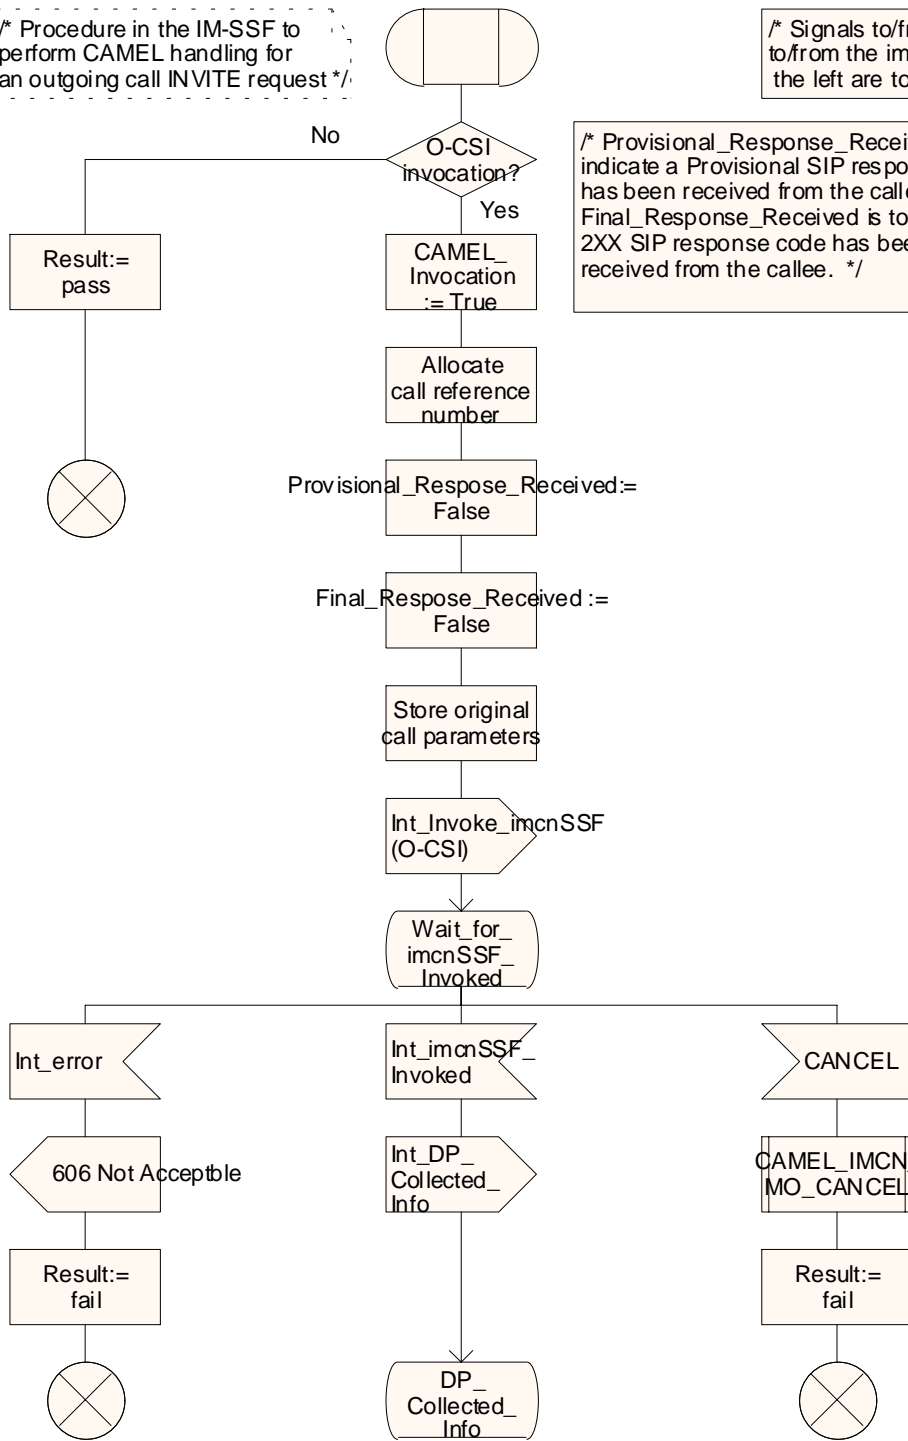 /* Procedure in the IM-SSF to
perform CAMEL handling for
an outgoing call INVITE request */
/* Signals to/fr
to/from the im
the left are to
No
O-CSI
invocation?
/* Provisional_Response_Recei
indicate a Provisional SIP respo
has been received from the calle
Final_Response_Received is to
2XX SIP response code has bee
received from the callee. */
Yes
Result:=
pass
CAMEL_
Invocation
:= True
Allocate
call reference
number
Provisional_Respose_Received:=
False
Final_Respose_Received :=
False
Store original
call parameters
Int_Invoke_imcnSSF
(O-CSI)
Wait_for_
imcnSSF_
Invoked
Int_error
Int_imcnSSF_
Invoked
CANCEL
606 Not Acceptble
Int_DP_
Collected_
Info
CAMEL_IMCN_
MO_CANCEL
Result:=
fail
Result:=
fail
DP_
Collected_
Info